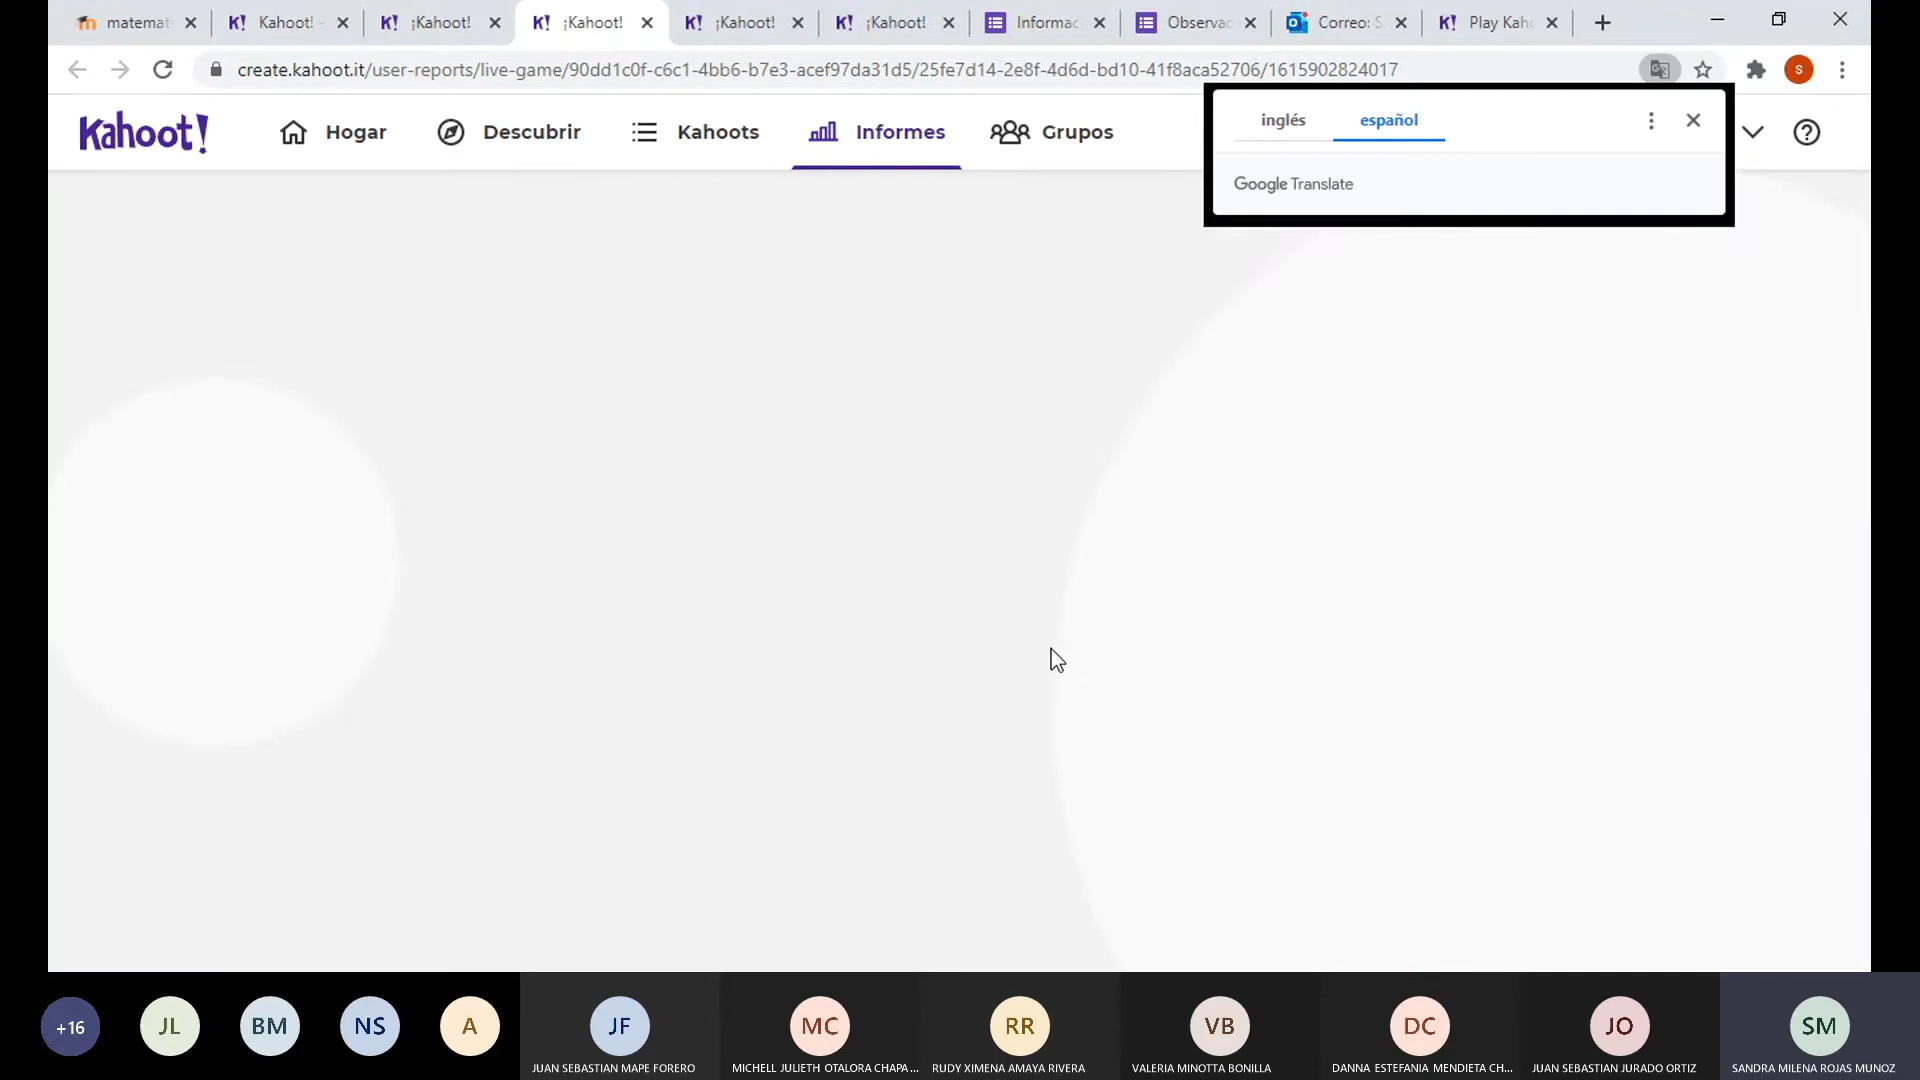 matemat
Kahoot! -
¡Kahoot!
¡Kahoot!
¡Kahoot!
¡Kahoot!
Informac
Observac
Correo: S
Play Kaho
create.kahoot.it/user-reports/live-game/90dd1c0f-c6c1-4bb6-b7e3-acef97da31d5/25fe7d14-2e8f-4d6d-bd10-41f8aca52706/1615902824017
S
Kahoot!
Hogar
Descubrir
Kahoots
Informes
Grupos
inglés
español
Google Translate
+16
JL
BM
NS
A
JF
MC
RR
VB
DC
JO
SM
JUAN SEBASTIAN MAPE FORERO
MICHELL JULIETH OTALORA CHAPA...
RUDY XIMENA AMAYA RIVERA
VALERIA MINOTTA BONILLA
DANNA ESTEFANIA MENDIETA CH...
JUAN SEBASTIAN JURADO ORTIZ
SANDRA MILENA ROJAS MUNOZ